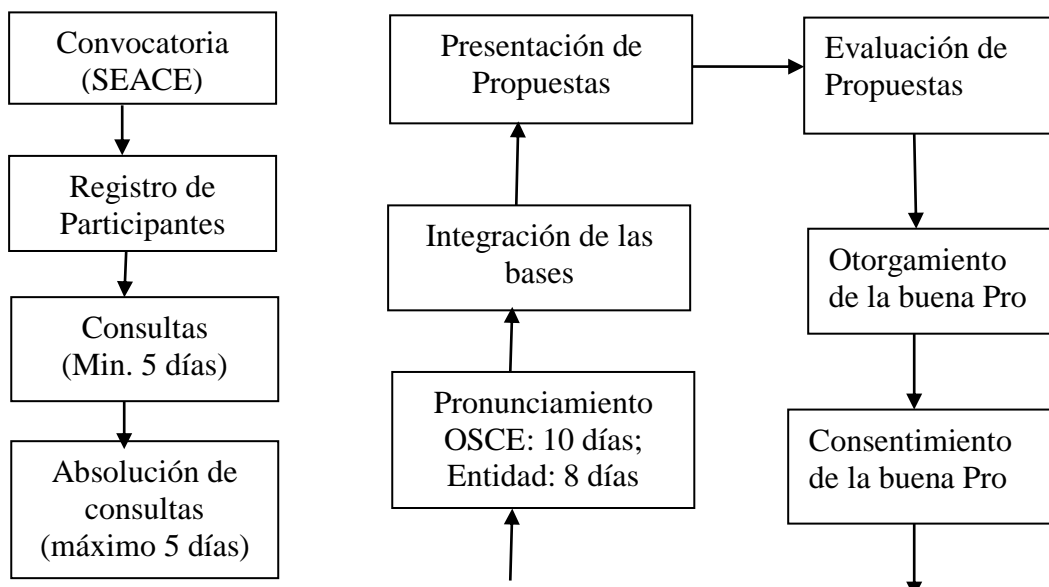 Convocatoria
(SEACE)
Registro de
Participantes
Consultas
(Min. 5 días)
Absolución de
consultas
(máximo 5 días)
Presentación de
Propuestas
Integración de las
bases
Pronunciamiento
OSCE: 10 días;
Entidad: 8 días
Evaluación de
Propuestas
Otorgamiento
de la buena Pro
Consentimiento
de la buena Pro